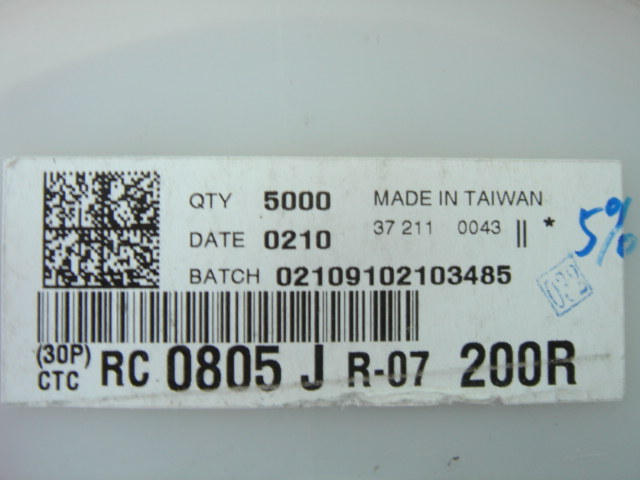 QTY 5000 MADE IN TAIWAN
37 211 0043 || *
DATE 0210
5%
BATCH 02109102103485
032
(30P) CTC RC 0805 J R-07 200R